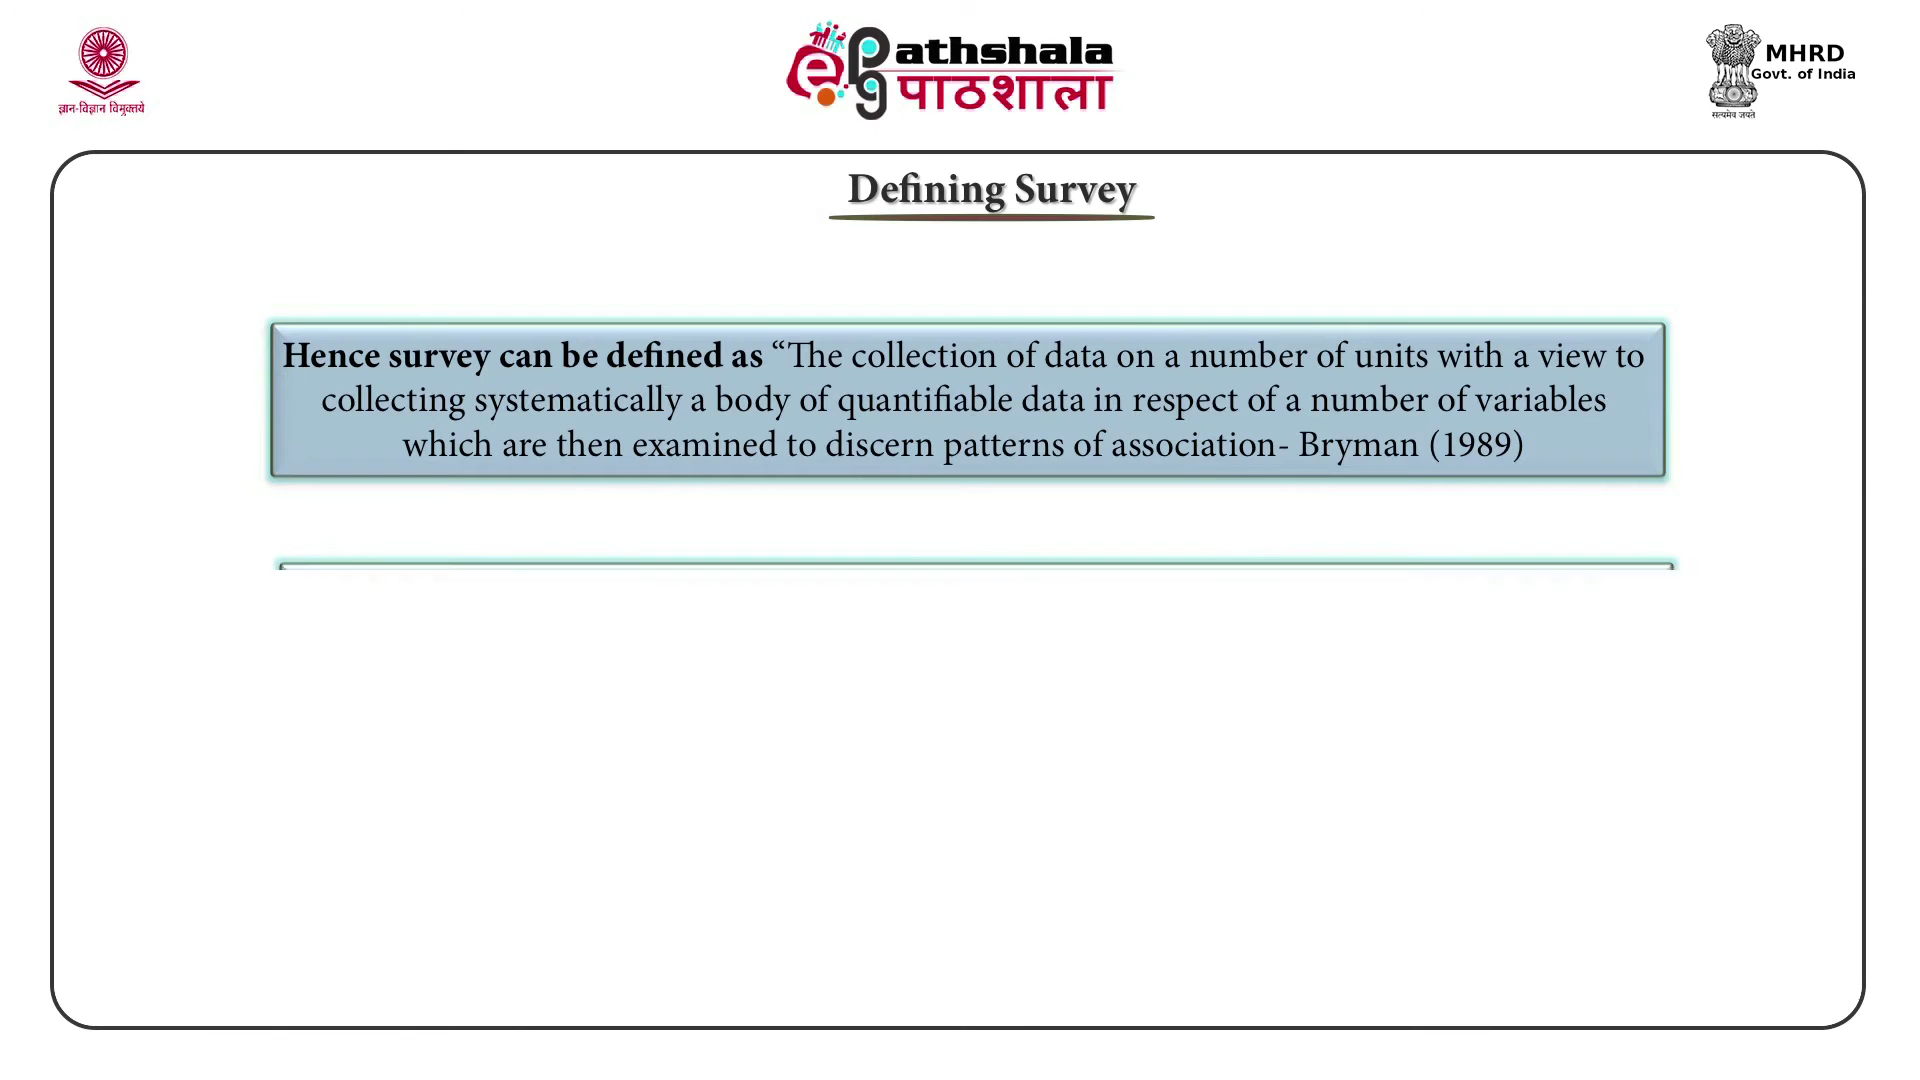 ज्ञान-विज्ञान विमुक्तये
e Pg athshala
पाठशाला
MHRD
Govt. of India
सत्यमेव जयते
Defining Survey
Hence survey can be defined as “The collection of data on a number of units with a view to
collecting systematically a body of quantifiable data in respect of a number of variables
which are then examined to discern patterns of association- Bryman (1989)